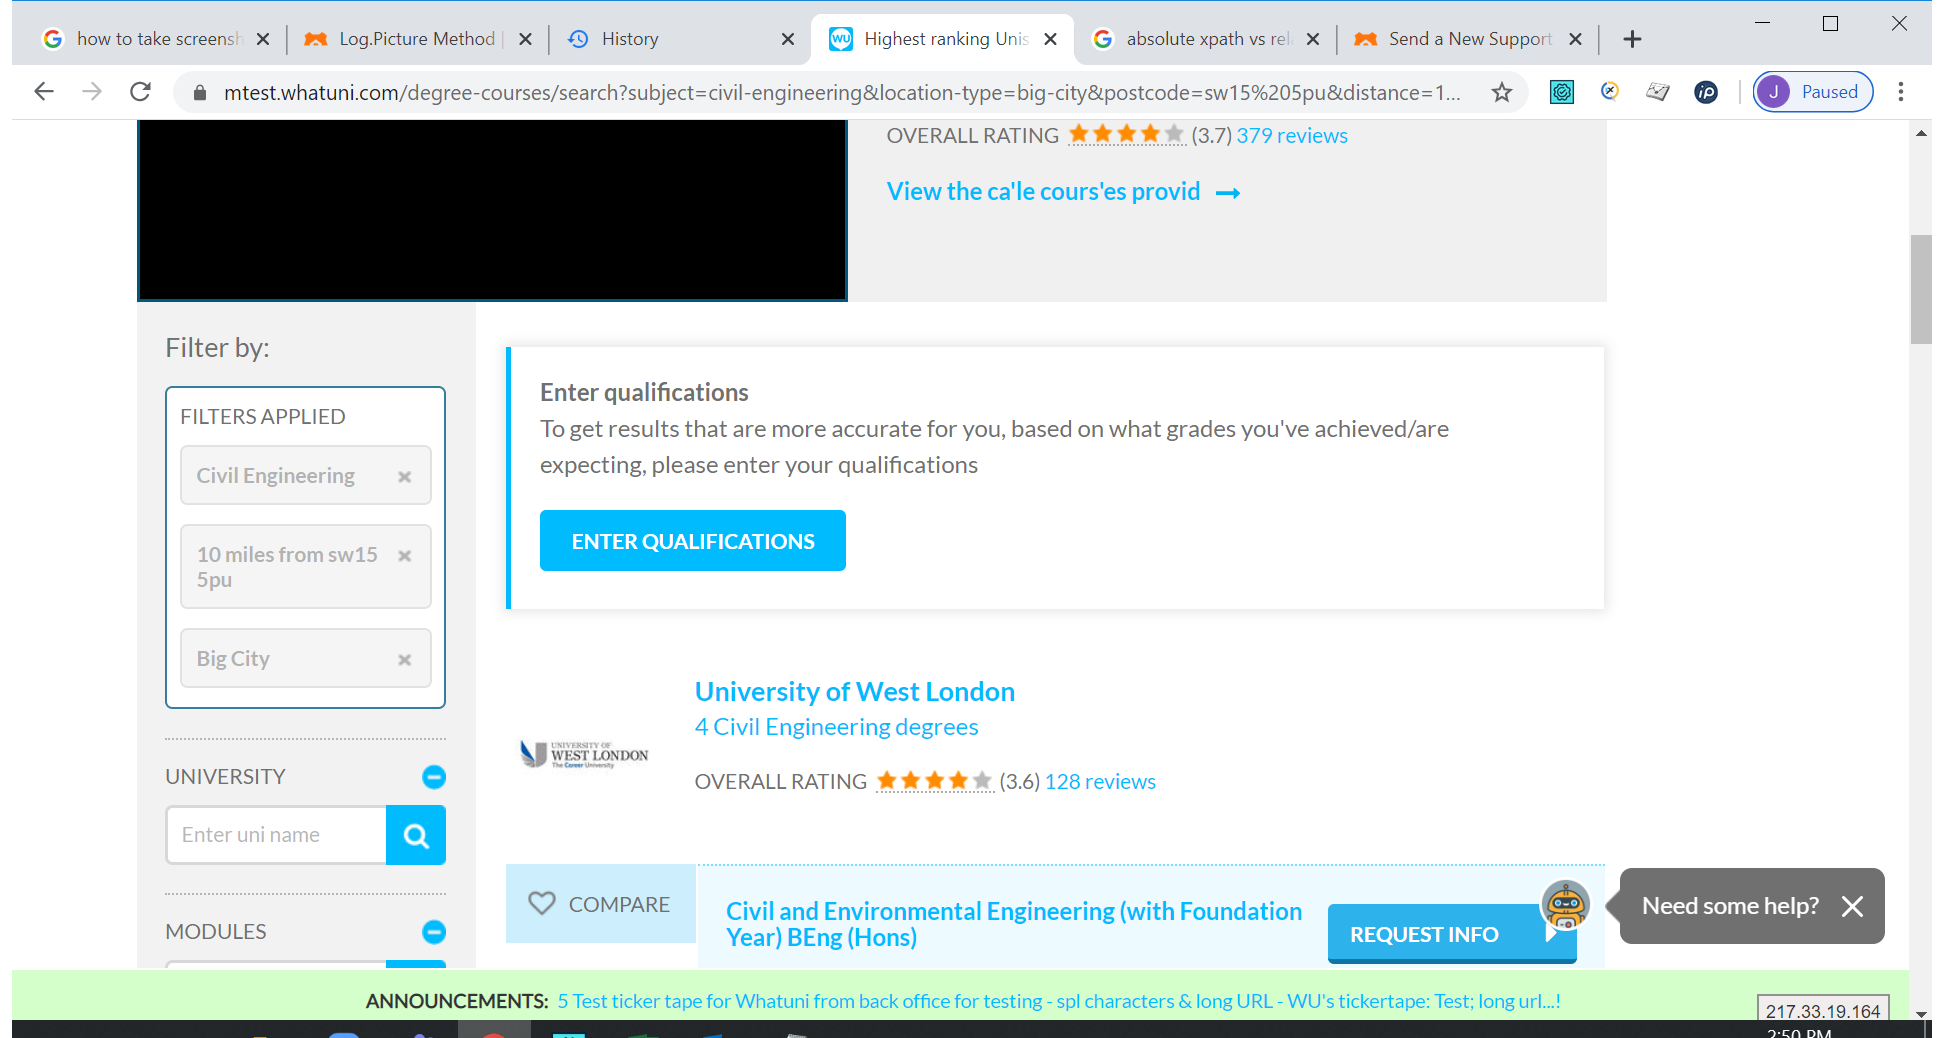 how to take screensh
Log.Picture Method
History
Highest ranking Unis
absolute xpath vs rel
Send a New Support
mtest.whatuni.com/degree-courses/search?subject=civil-engineering&location-type=big-city&postcode=sw15%205pu&distance=1...
J Paused
OVERALL RATING (3.7) 379 reviews
View the ca'le cours'es provid
Filter by:
FILTERS APPLIED
Civil Engineering
10 miles from sw15
5pu
Big City
UNIVERSITY
Enter uni name
MODULES
Enter qualifications
To get results that are more accurate for you, based on what grades you've achieved/are
expecting, please enter your qualifications
ENTER QUALIFICATIONS
UNIVERSITY OF
WEST LONDON
The Career University
University of West London
4 Civil Engineering degrees
OVERALL RATING (3.6) 128 reviews
COMPARE
Civil and Environmental Engineering (with Foundation
Year) BEng (Hons)
REQUEST INFO
Need some help?
ANNOUNCEMENTS: 5 Test ticker tape for Whatuni from back office for testing - spl characters & long URL - WU's tickertape: Test; long url...!
217.33.19.164
2:50 PM